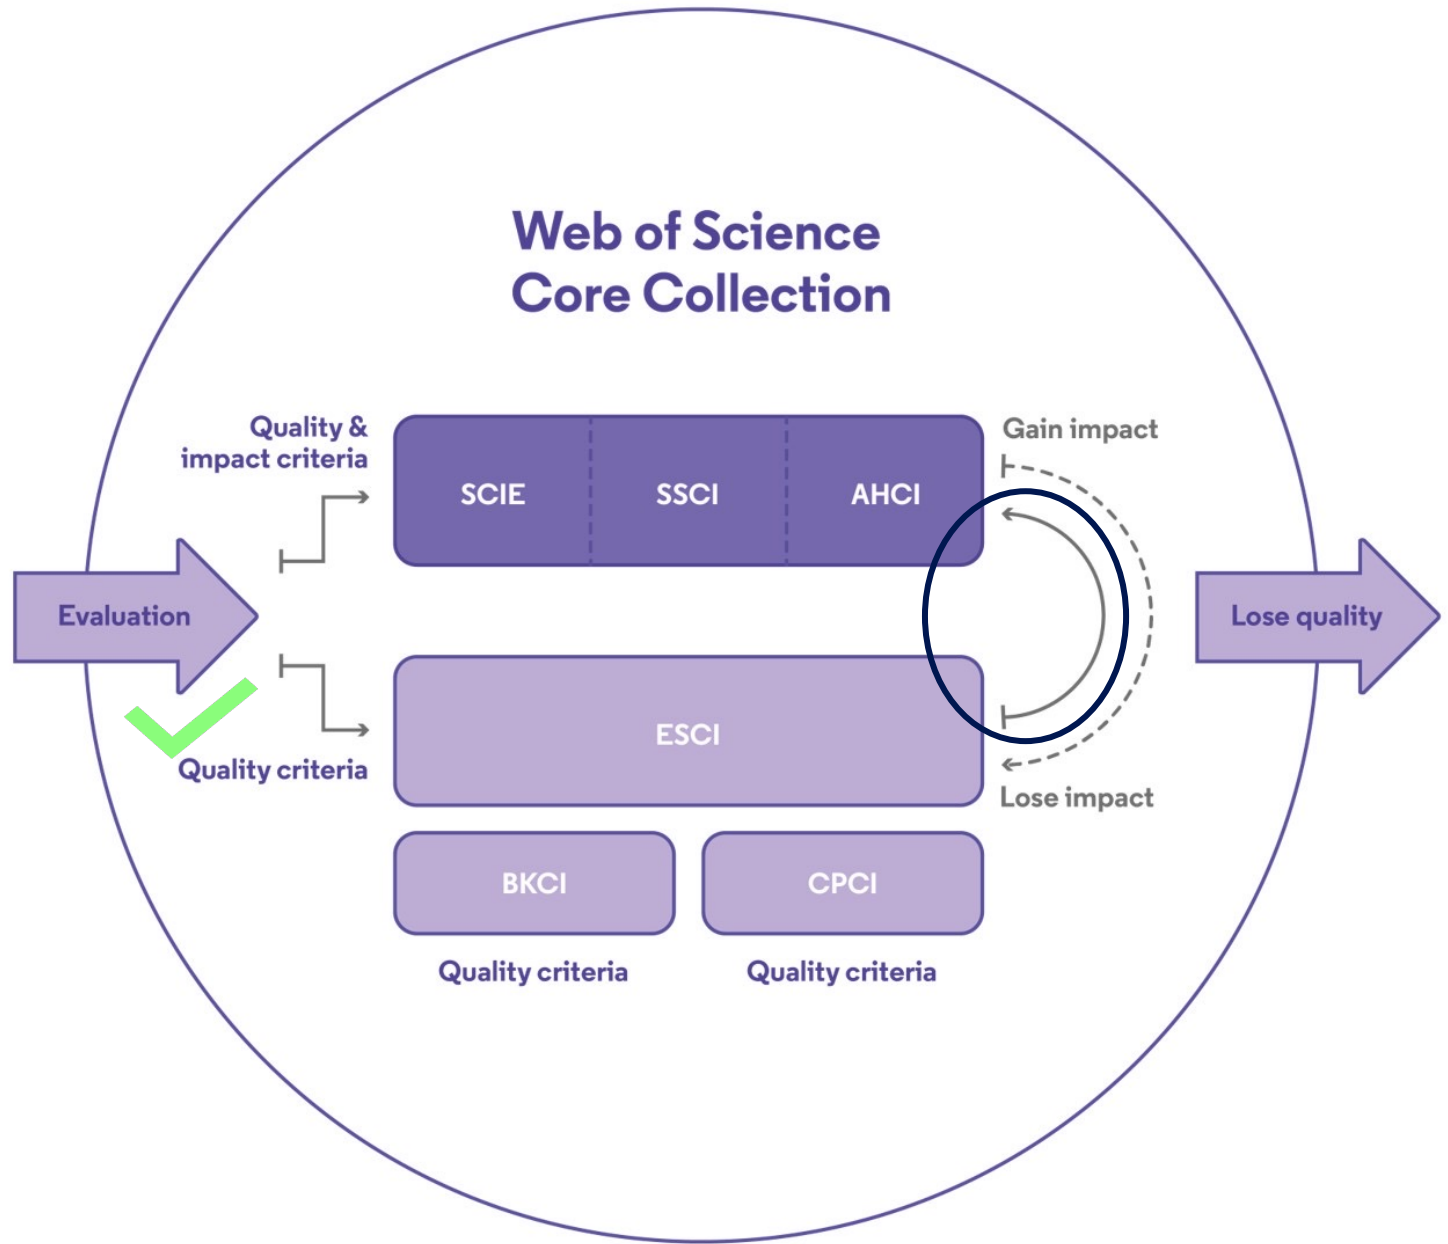 Web of Science
Core Collection
Quality &
impact criteria
SCIE
SSCI
AHCI
Gain impact
Evaluation
Lose quality
ESCI
Quality criteria
Lose impact
BKCI
CPCI
Quality criteria
Quality criteria